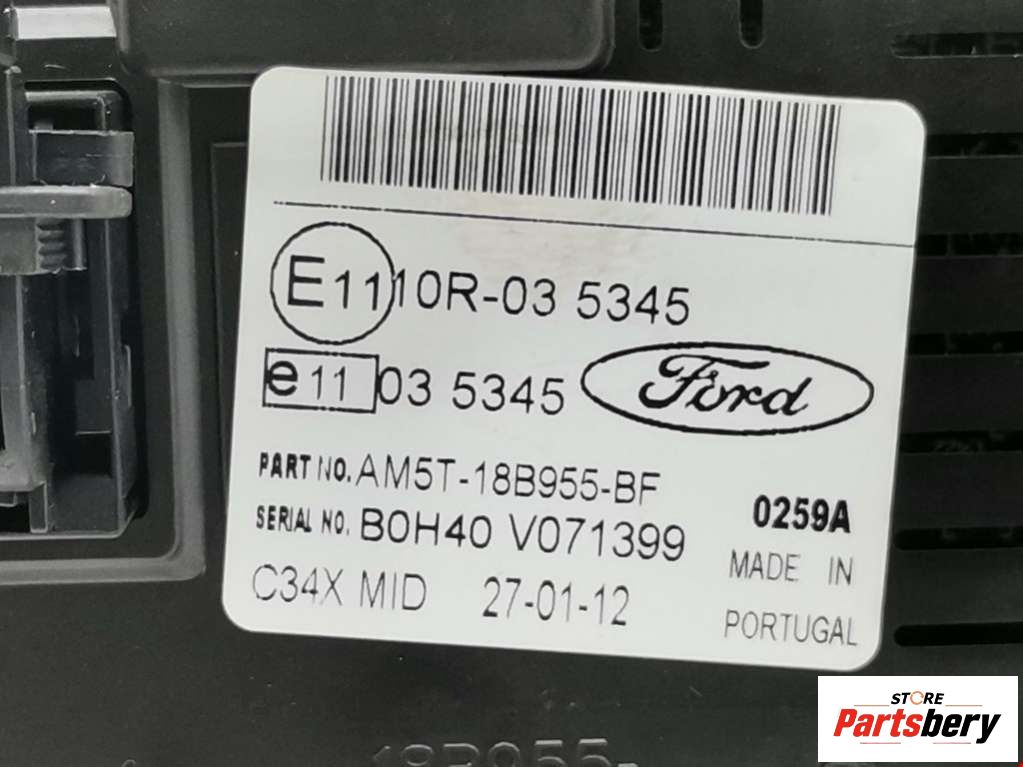 E11 10R-03 5345
e11 03 5345 Ford
PART NO. AM5T-18B955-BF
SERIAL NO. B0H40 V071399 0259A
C34X MID 27-01-12 MADE IN
PORTUGAL
STORE
Partsbery
18B955-